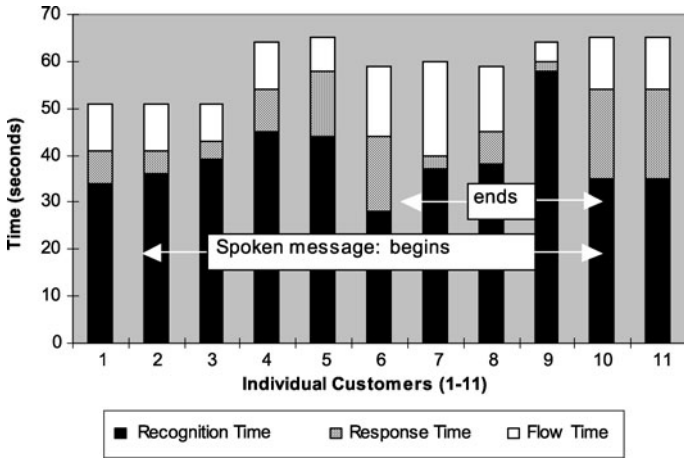 70
60
50
40
30
20
10
0
Time (seconds)
ends
Spoken message: begins
1 2 3 4 5 6 7 8 9 10 11
Individual Customers (1-11)
Recognition Time Response Time Flow Time